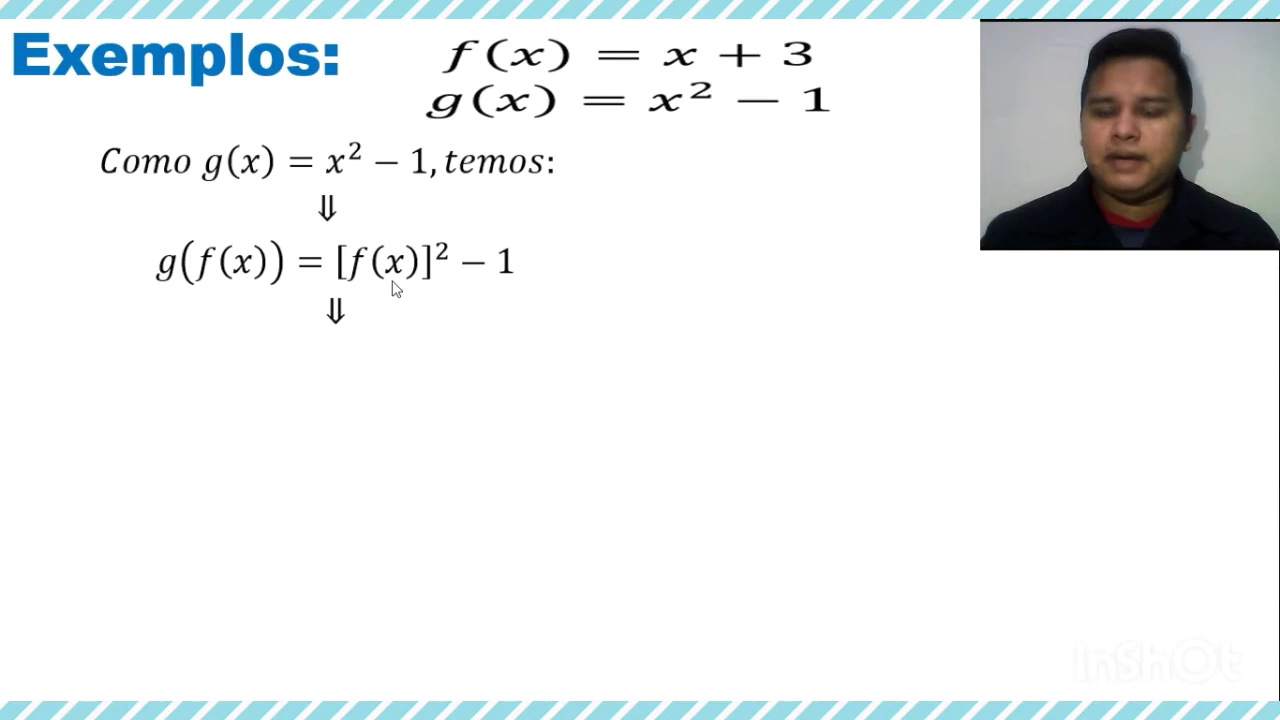 Exemplos:
f(x) = x + 3
g(x) = x² − 1
Como g(x) = x² − 1, temos:
⇓
g(f(x)) = [f(x)]² − 1
⇓
InShOt